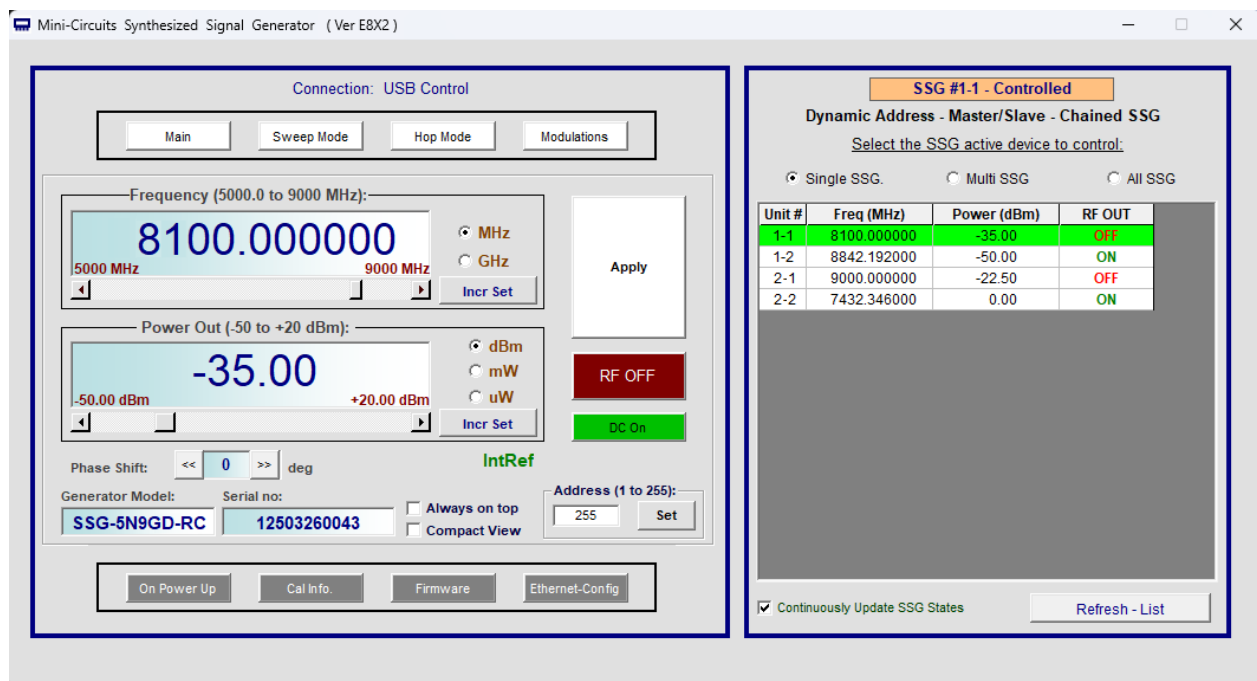 Mini-Circuits Synthesized Signal Generator ( Ver E8X2 )
Connection: USB Control
Main Sweep Mode Hop Mode Modulations
Frequency (5000.0 to 9000 MHz):
8100.000000
5000 MHz 9000 MHz
MHz
GHz
Incr Set
Apply
Power Out (-50 to +20 dBm):
-35.00
-50.00 dBm +20.00 dBm
dBm
mW
uW
Incr Set
RF OFF
DC On
Phase Shift: << 0 >> deg
IntRef
Generator Model: Serial no:
SSG-5N9GD-RC 12503260043
Always on top
Compact View
Address (1 to 255):
255 Set
On Power Up Cal Info. Firmware Ethernet-Config
SSG #1-1 - Controlled
Dynamic Address - Master/Slave - Chained SSG
Select the SSG active device to control:
Single SSG. Multi SSG All SSG
Unit # Freq (MHz) Power (dBm) RF OUT
1-1 8100.000000 -35.00 OFF
1-2 8842.192000 -50.00 ON
2-1 9000.000000 -22.50 OFF
2-2 7432.346000 0.00 ON
Continuously Update SSG States
Refresh - List